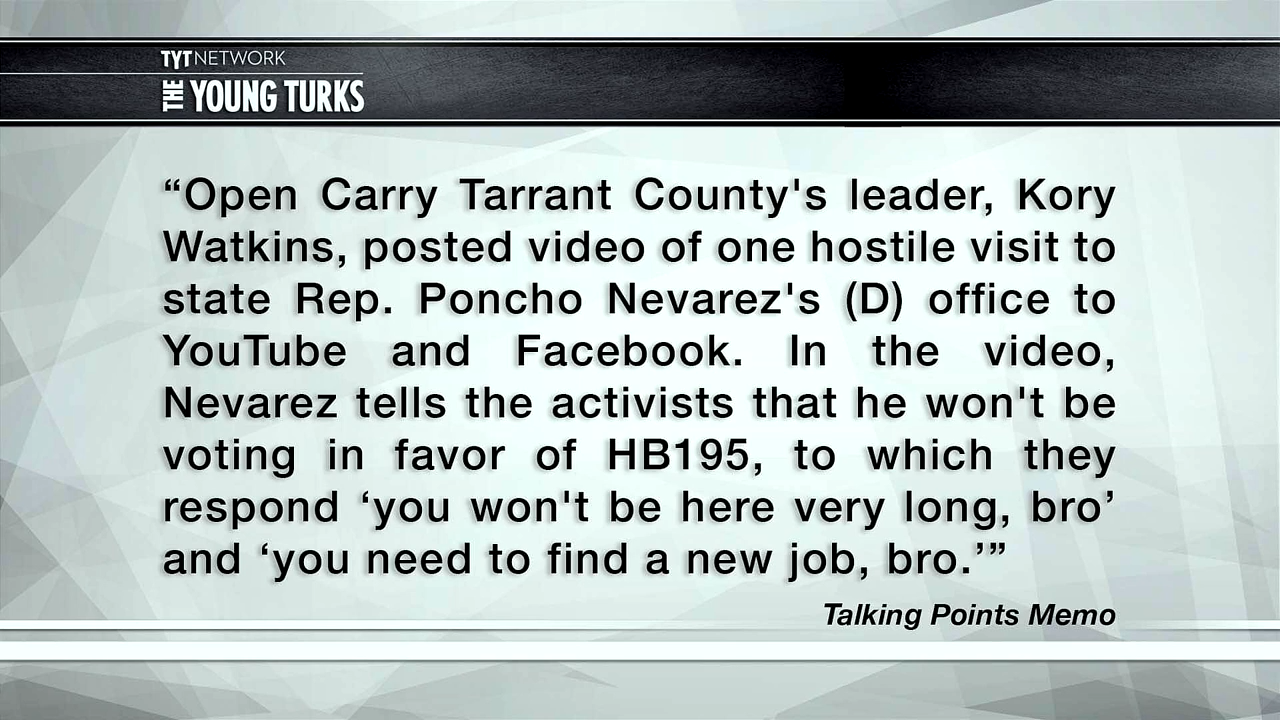 TYT NETWORK
THE YOUNG TURKS
“Open Carry Tarrant County's leader, Kory
Watkins, posted video of one hostile visit to
state Rep. Poncho Nevarez's (D) office to
YouTube and Facebook. In the video,
Nevarez tells the activists that he won't be
voting in favor of HB195, to which they
respond ‘you won't be here very long, bro’
and ‘you need to find a new job, bro.’”
Talking Points Memo